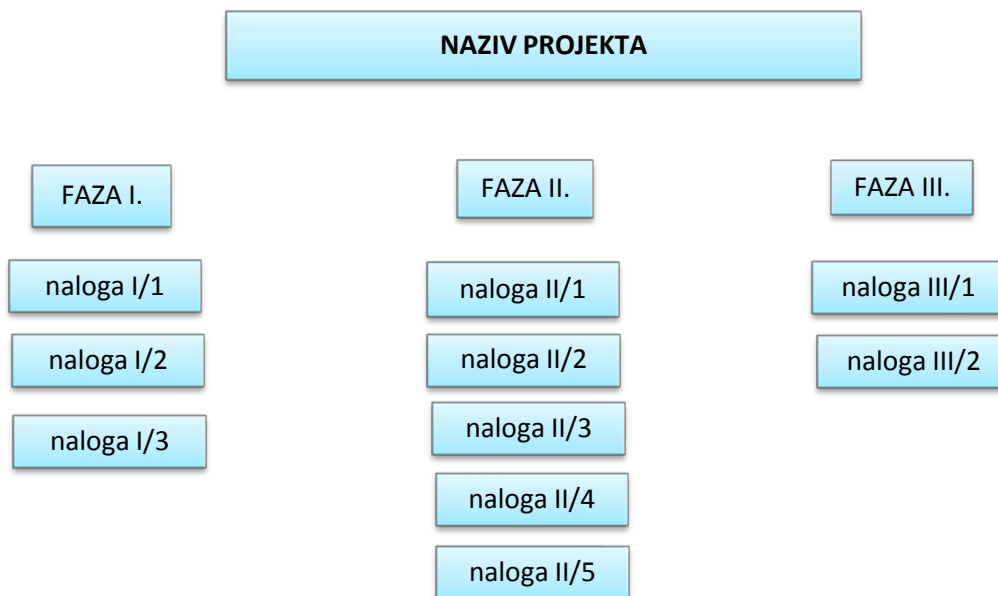 NAZIV PROJEKTA
FAZA I.
FAZA II.
FAZA III.
naloga I/1
naloga II/1
naloga III/1
naloga I/2
naloga II/2
naloga III/2
naloga I/3
naloga II/3
naloga II/4
naloga II/5